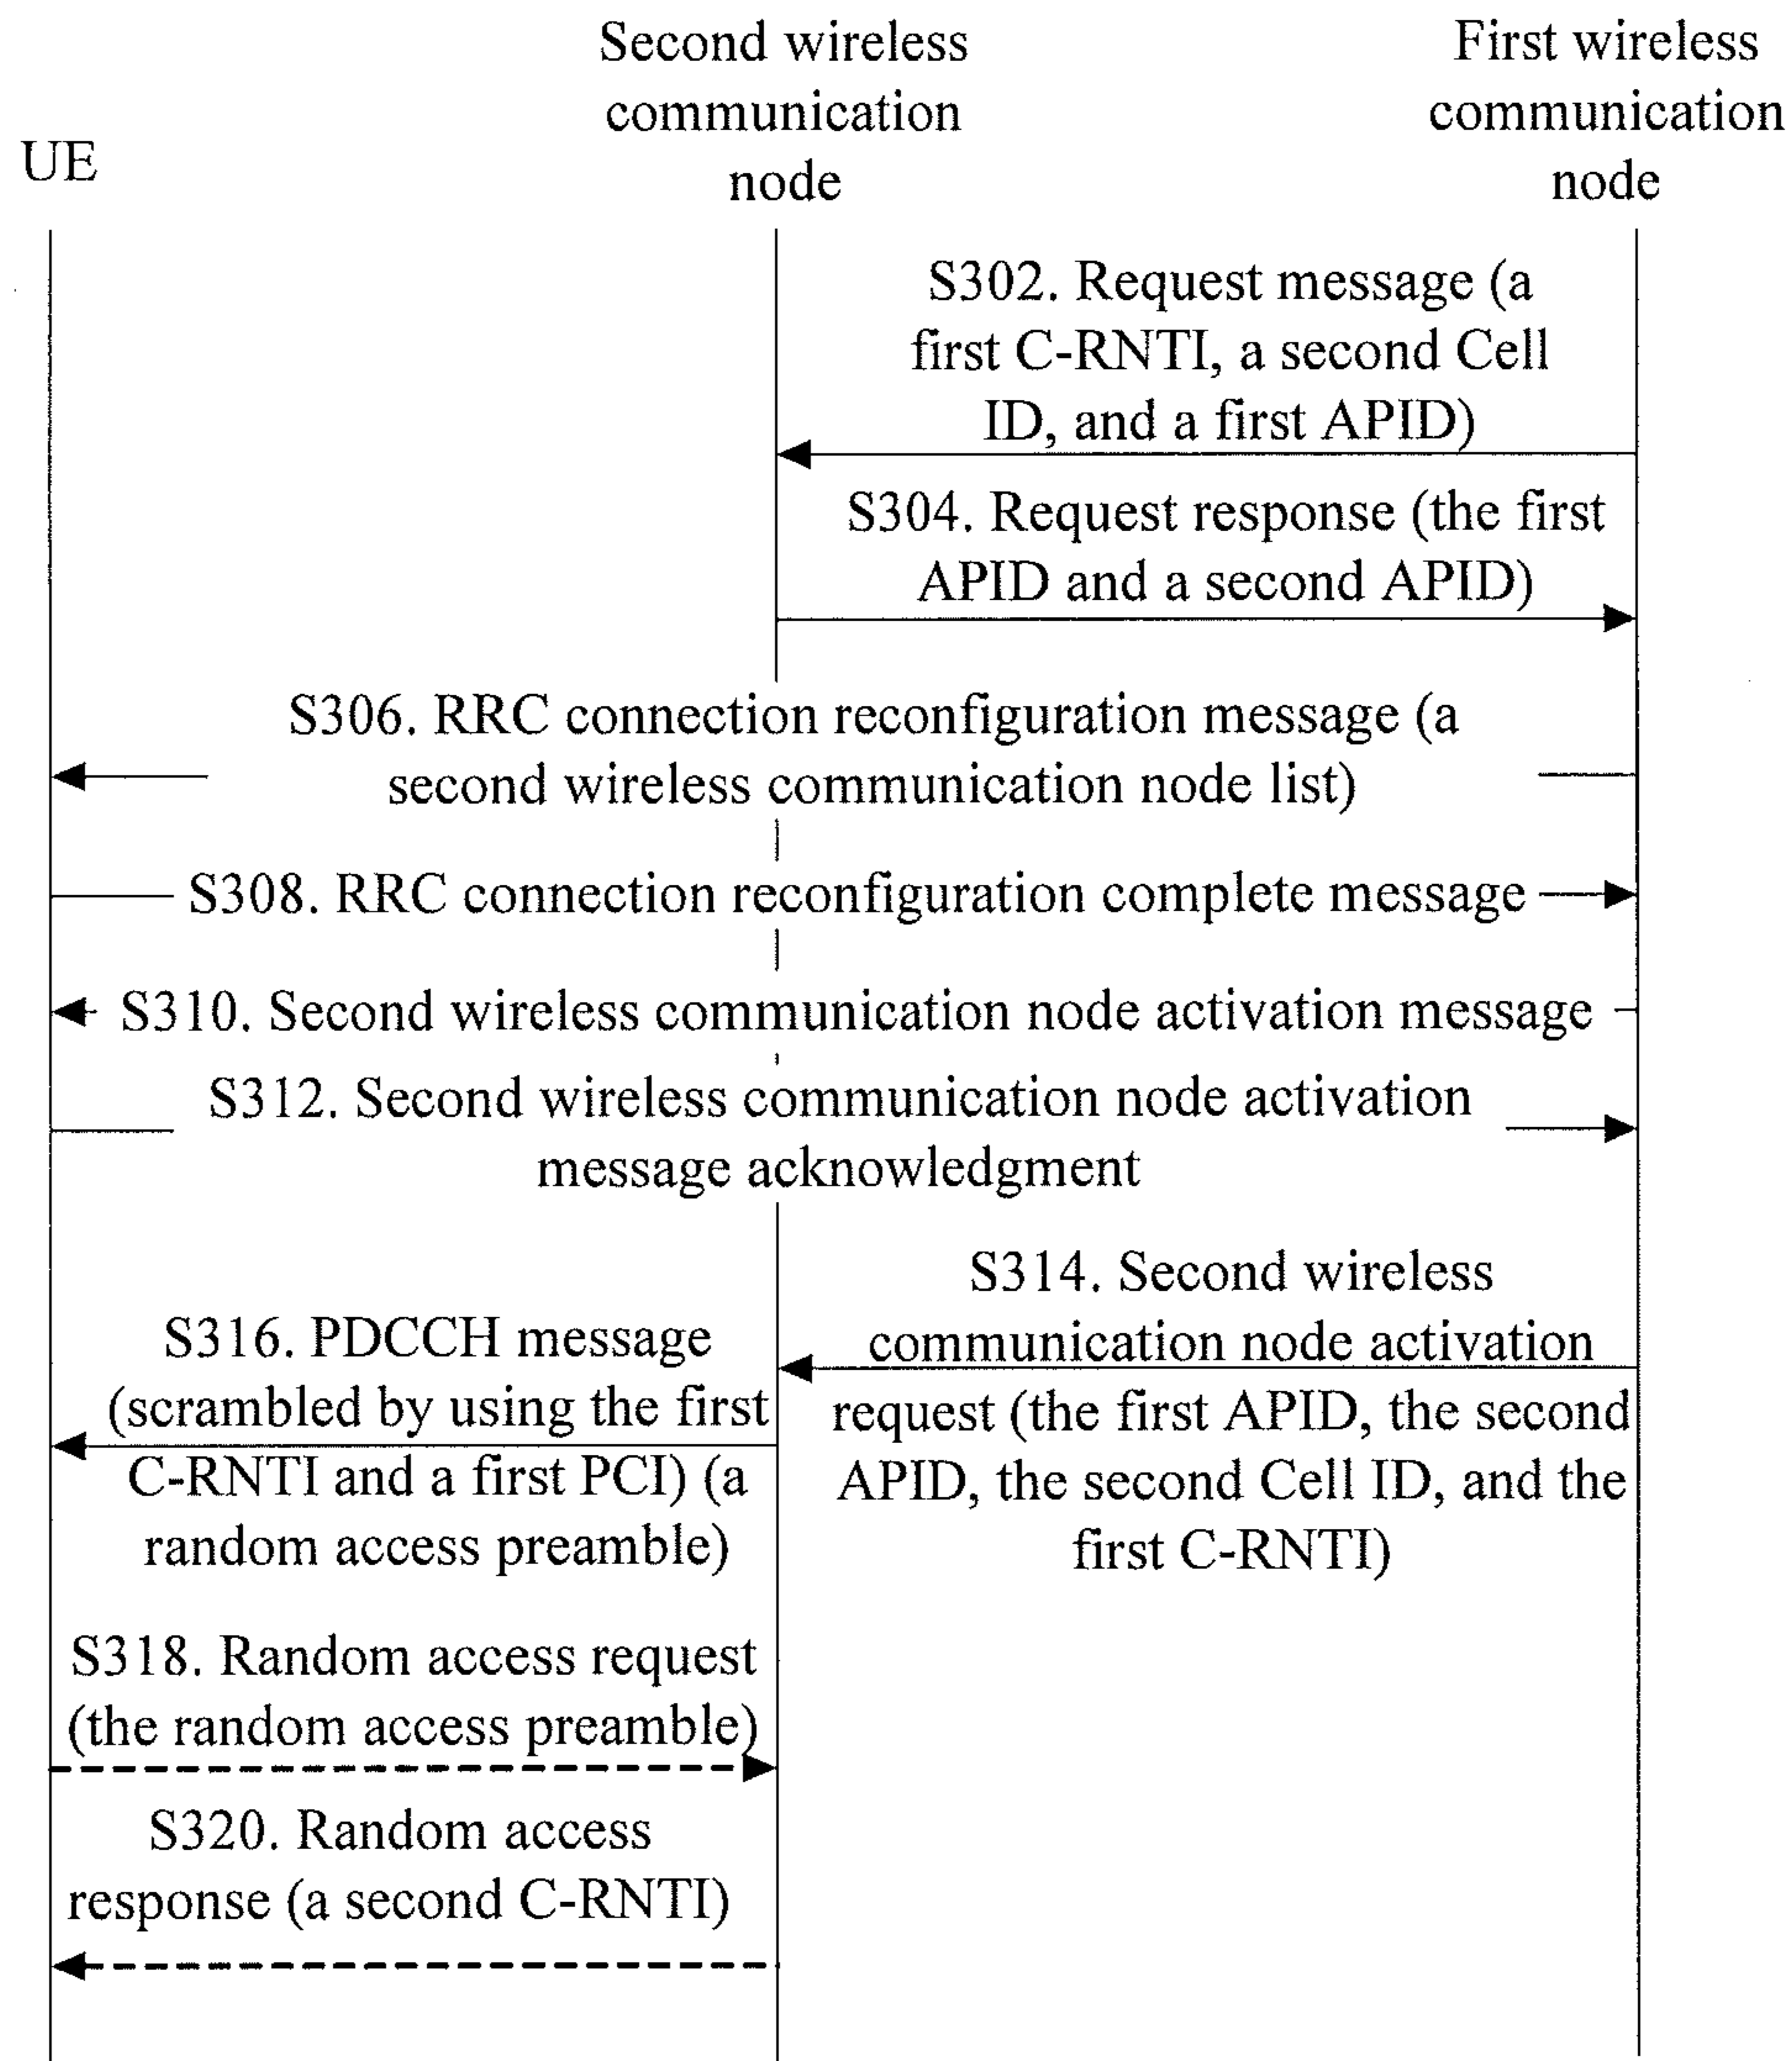 UE
Second wireless
communication
node
First wireless
communication
node
S302. Request message (a
first C-RNTI, a second Cell
ID, and a first APID)
S304. Request response (the first
APID and a second APID)
S306. RRC connection reconfiguration message (a
second wireless communication node list)
S308. RRC connection reconfiguration complete message
S310. Second wireless communication node activation message
S312. Second wireless communication node activation
message acknowledgment
S314. Second wireless
communication node activation
request (the first APID, the second
APID, the second Cell ID, and the
first C-RNTI)
S316. PDCCH message
(scrambled by using the first
C-RNTI and a first PCI) (a
random access preamble)
S318. Random access request
(the random access preamble)
S320. Random access
response (a second C-RNTI)